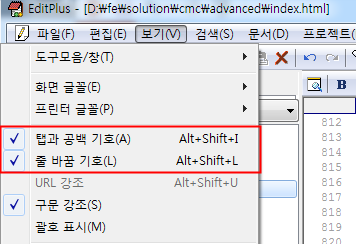 EditPlus - [D:₩fe₩solution₩cmc₩advanced₩index.html]
파일(F) 편집(E) 보기(V) 검색(S) 문서(D) 프로젝트(
도구모음/창(T)
화면 글꼴(E)
프린터 글꼴(P)
탭과 공백 기호(A) Alt+Shift+I
줄 바꿈 기호(L) Alt+Shift+L
URL 강조 Alt+Shift+U
구문 강조(S)
괄호 표시(M)
B
812
813
814
815
816
817
818
819
820